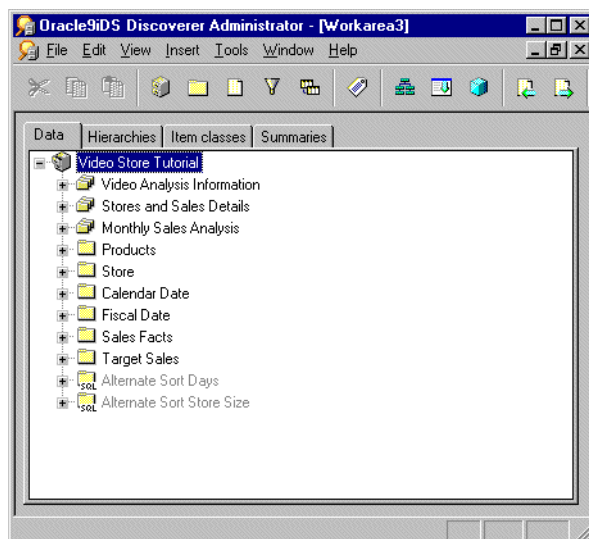 Oracle9iDS Discoverer Administrator - [Workarea3]
File Edit View Insert Tools Window Help
Data Hierarchies Item classes Summaries
Video Store Tutorial
Video Analysis Information
Stores and Sales Details
Monthly Sales Analysis
Products
Store
Calendar Date
Fiscal Date
Sales Facts
Target Sales
SQL Alternate Sort Days
SQL Alternate Sort Store Size